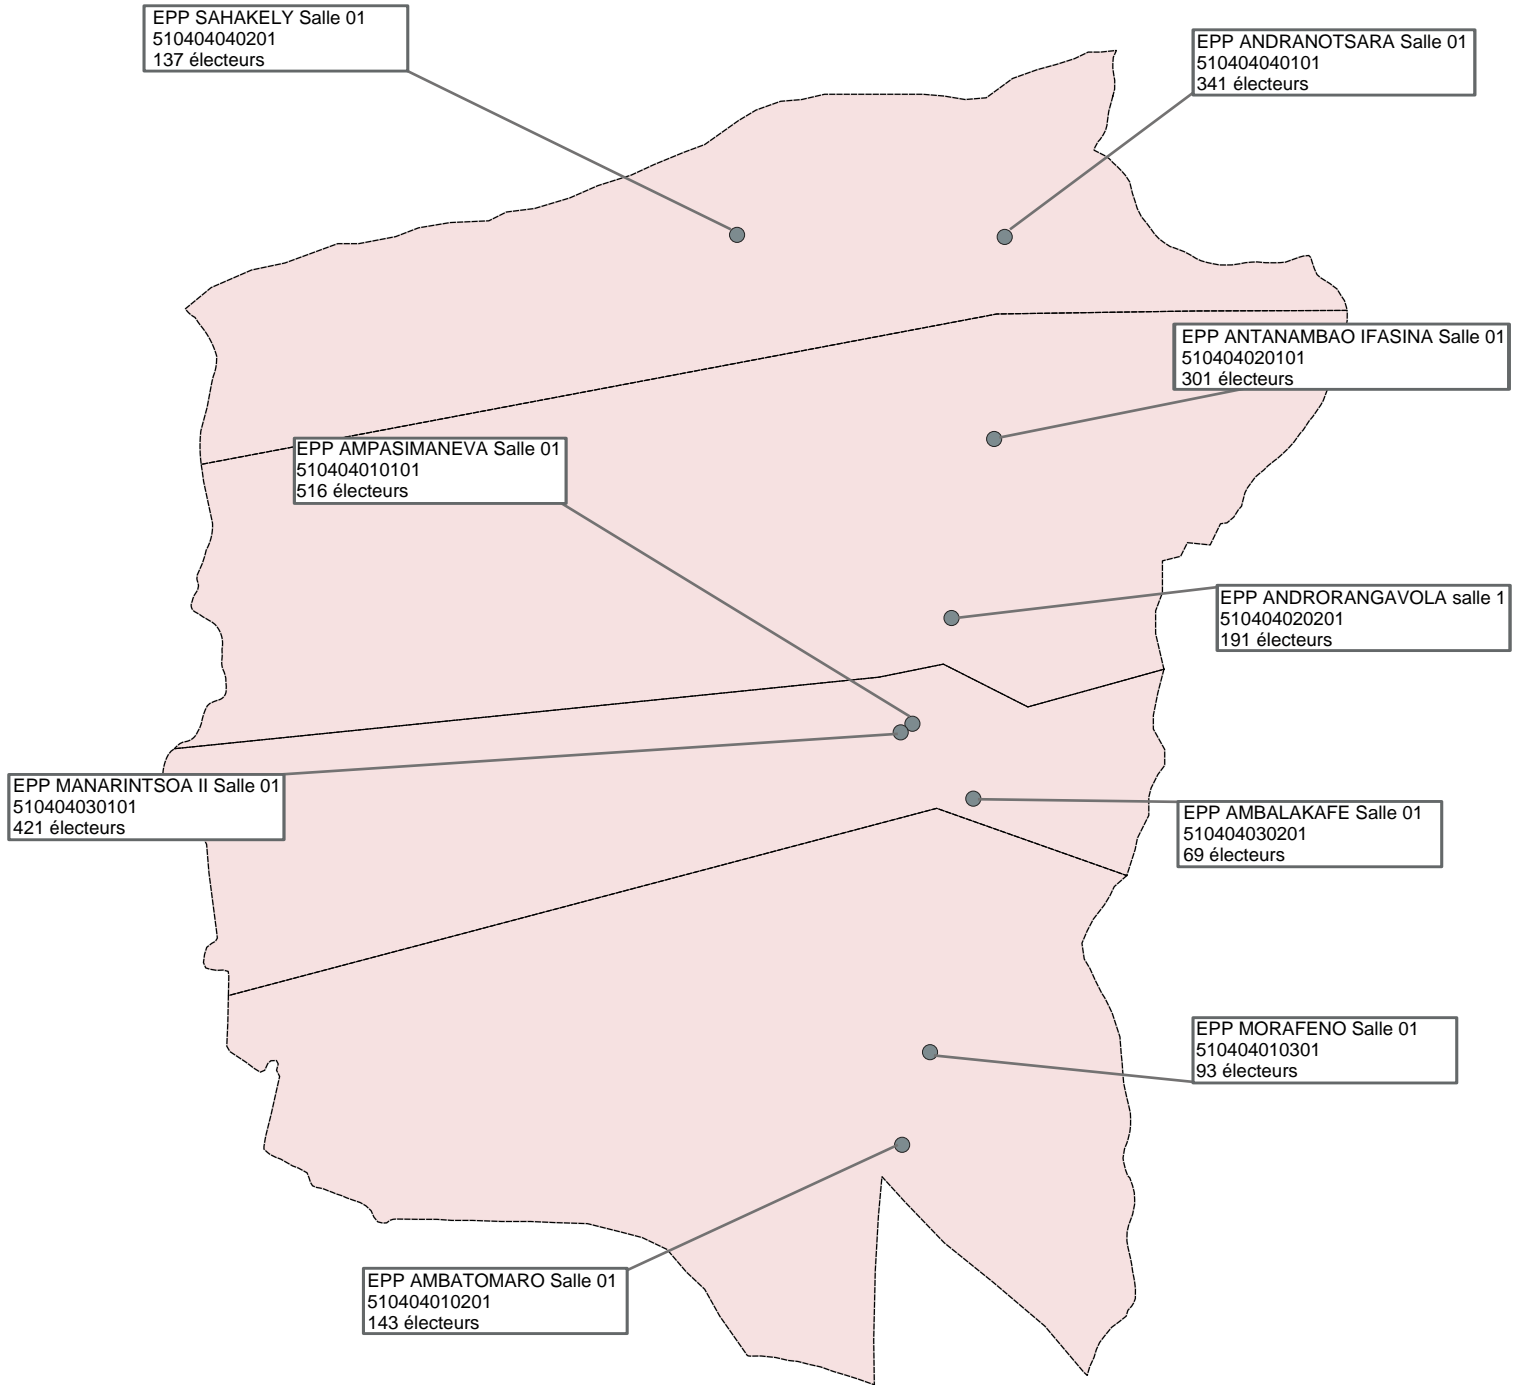 EPP SAHAKELY Salle 01
510404040201
137 électeurs
EPP ANDRANOTSARA Salle 01
510404040101
341 électeurs
EPP ANTANAMBAO IFASINA Salle 01
510404020101
301 électeurs
EPP AMPASIMANEVA Salle 01
510404010101
516 électeurs
EPP ANDRORANGAVOLA salle 1
510404020201
191 électeurs
EPP MANARINTSOA II Salle 01
510404030101
421 électeurs
EPP AMBALAKAFE Salle 01
510404030201
69 électeurs
EPP MORAFENO Salle 01
510404010301
93 électeurs
EPP AMBATOMARO Salle 01
510404010201
143 électeurs